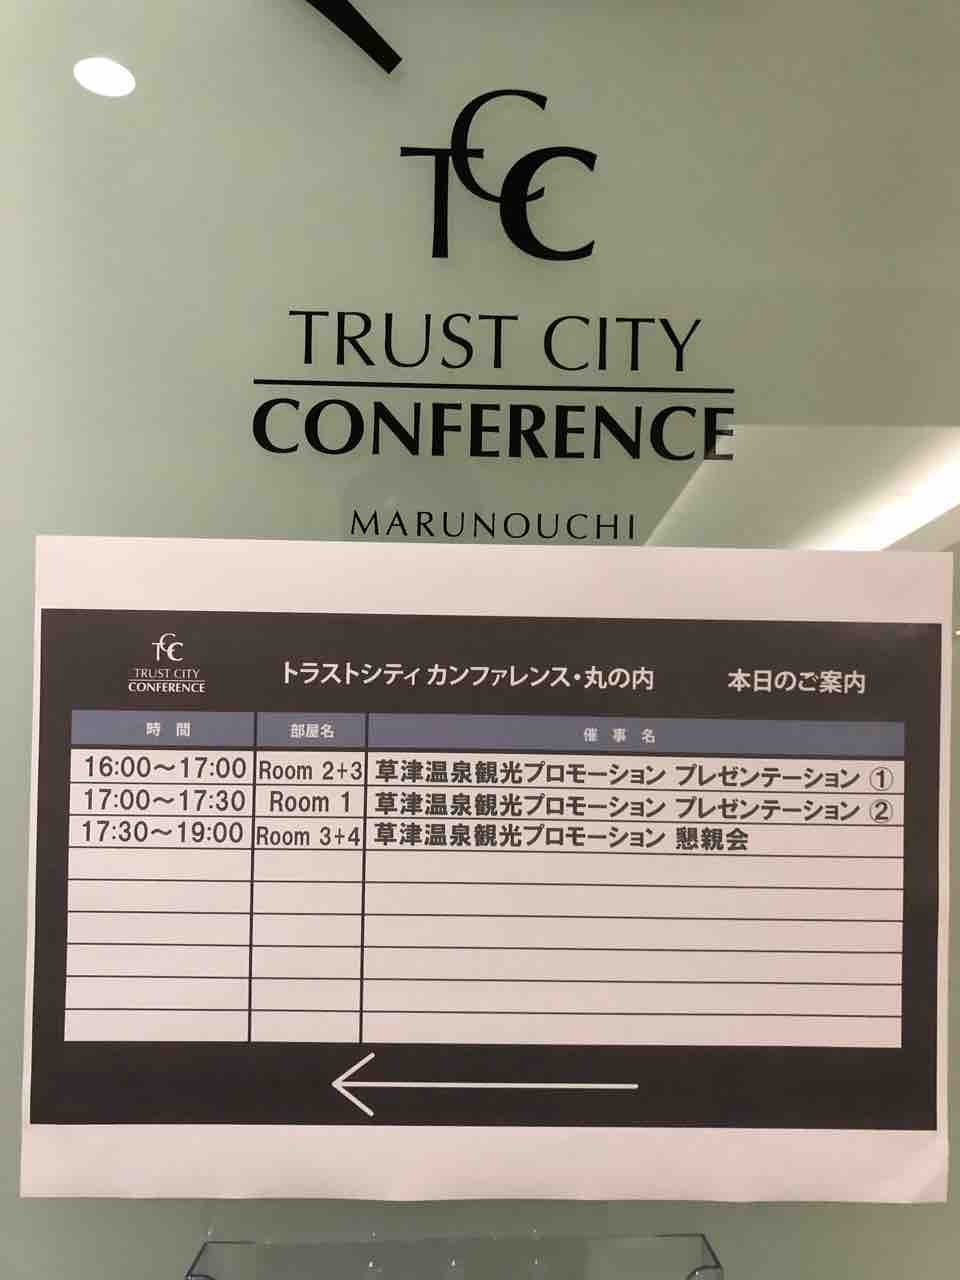 TCC
TRUST CITY
CONFERENCE
MARUNOUCHI
TCC
TRUST CITY
CONFERENCE
トラストシティ カンファレンス・丸の内 本日のご案内
時 間 部屋名 催 事 名
16:00〜17:00 Room 2+3 草津温泉観光プロモーション プレゼンテーション ①
17:00〜17:30 Room 1 草津温泉観光プロモーション プレゼンテーション ②
17:30〜19:00 Room 3+4 草津温泉観光プロモーション 懇親会